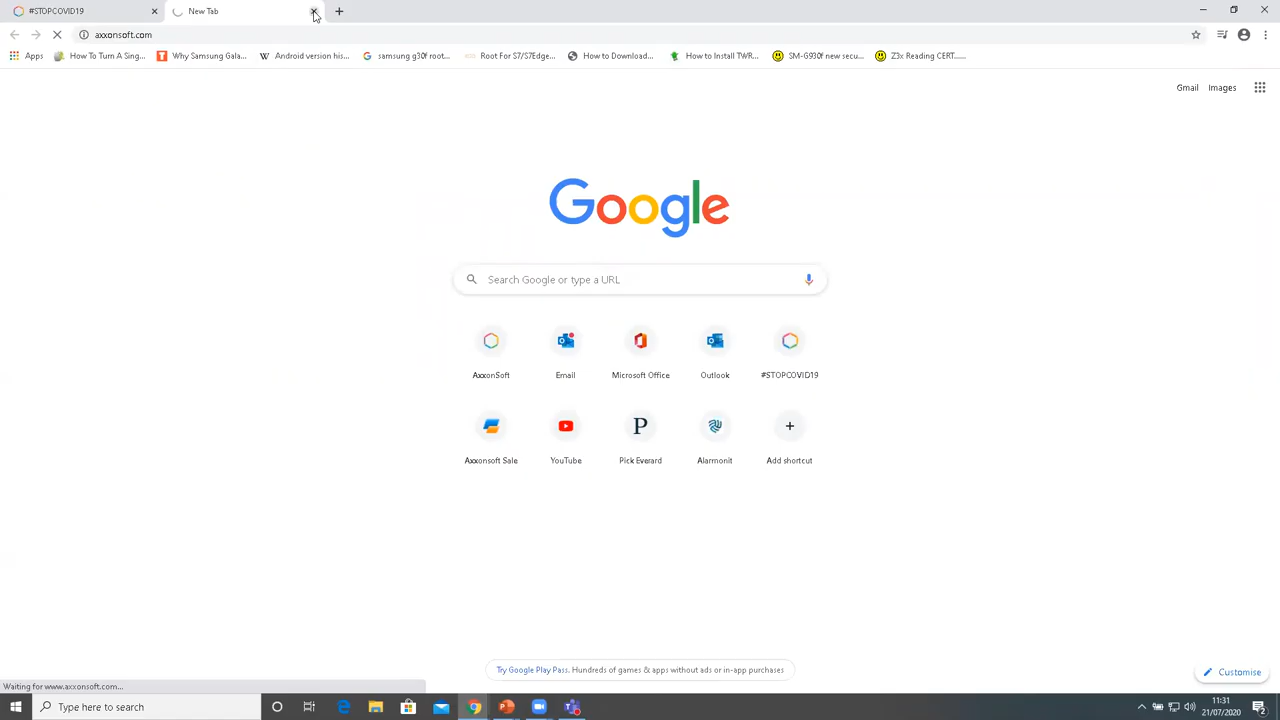 #STOPCOVID19 New Tab
axxonsoft.com
Apps How To Turn A Sing... Why Samsung Gala... Android version his... samsung g30f root... Root For S7/S7Edge... How to Download... How to Install TWR... SM-G930f new secu... Z3x Reading CERT......
Gmail Images
Google
Search Google or type a URL
AxxonSoft Email Microsoft Office Outlook #STOPCOVID19
P
Axxonsoft Sale YouTube Pick Everard Alarmonit Add shortcut
Try Google Play Pass. Hundreds of games & apps without ads or in-app purchases
Customise
Waiting for www.axxonsoft.com...
Type here to search
11:31
21/07/2020